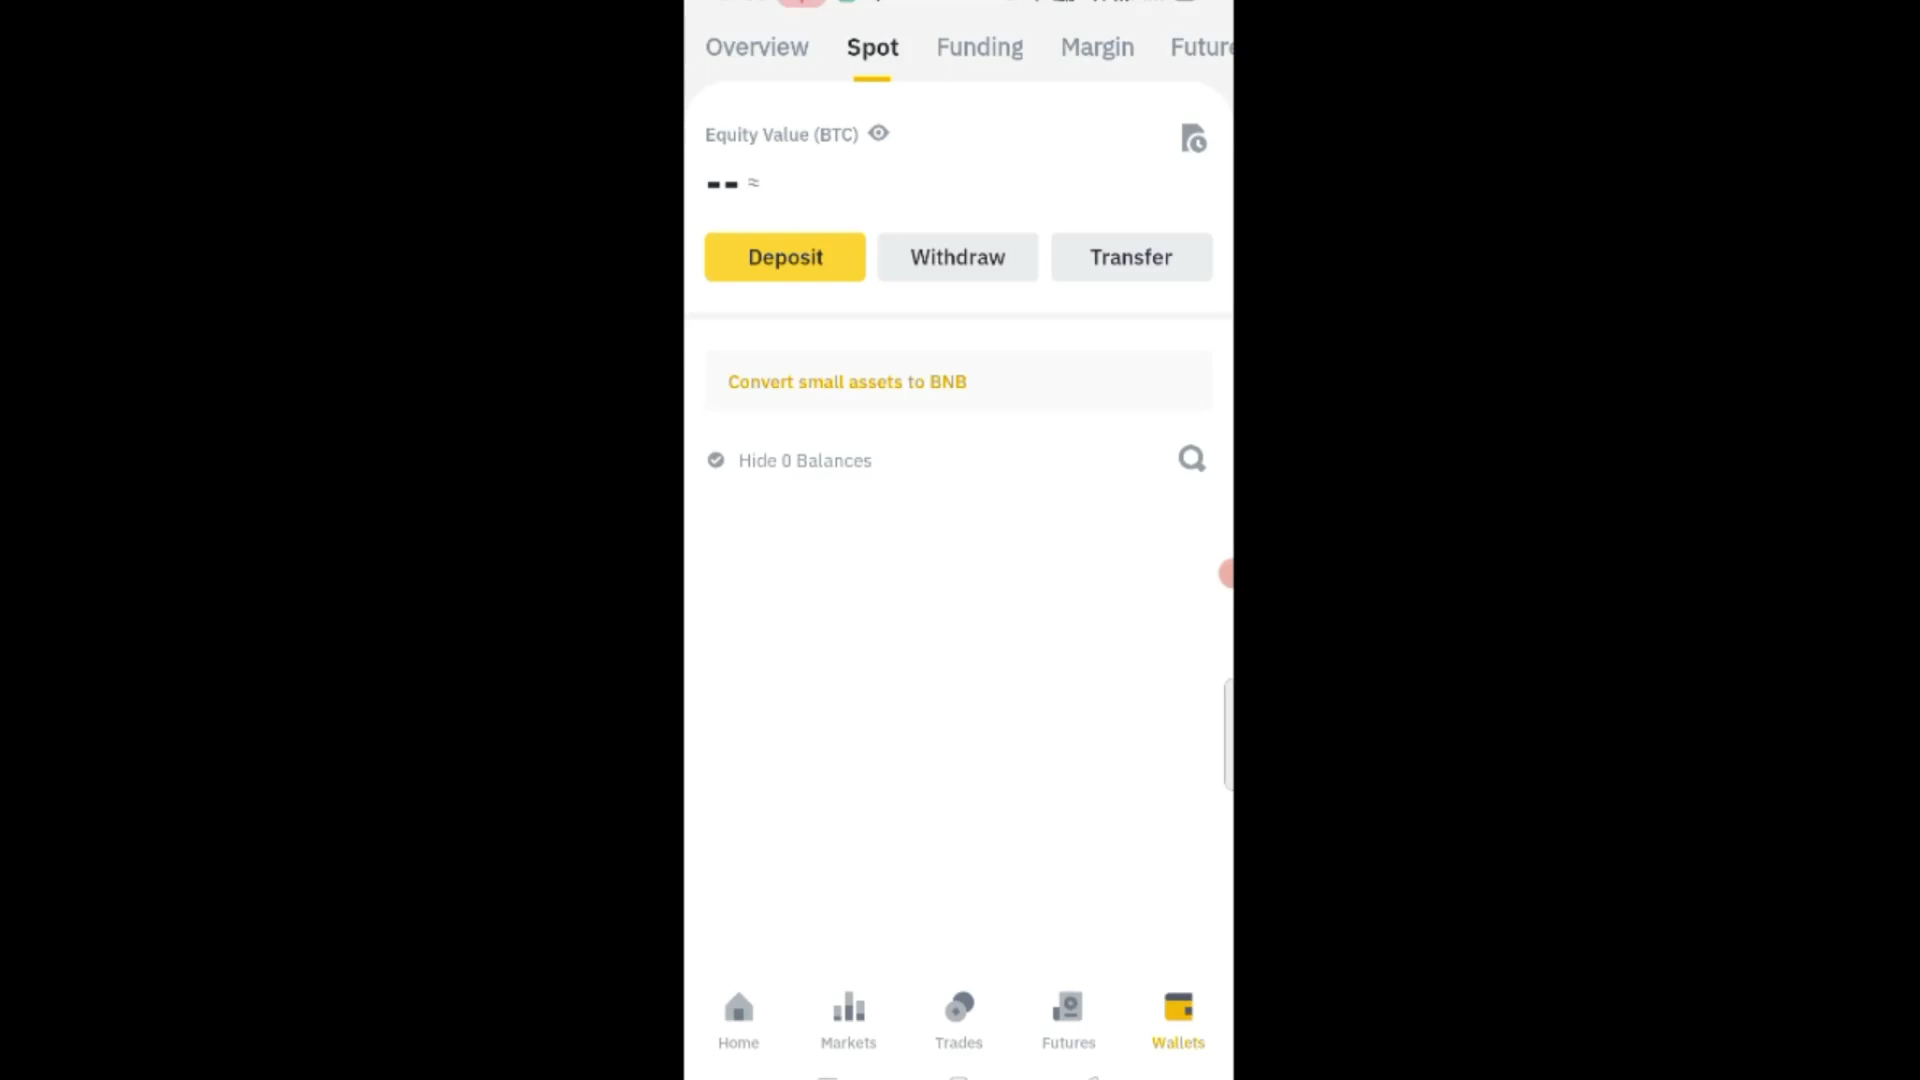 Overview Spot Funding Margin Future
Equity Value (BTC)
-- ≈
Deposit Withdraw Transfer
Convert small assets to BNB
Hide 0 Balances
Home Markets Trades Futures Wallets